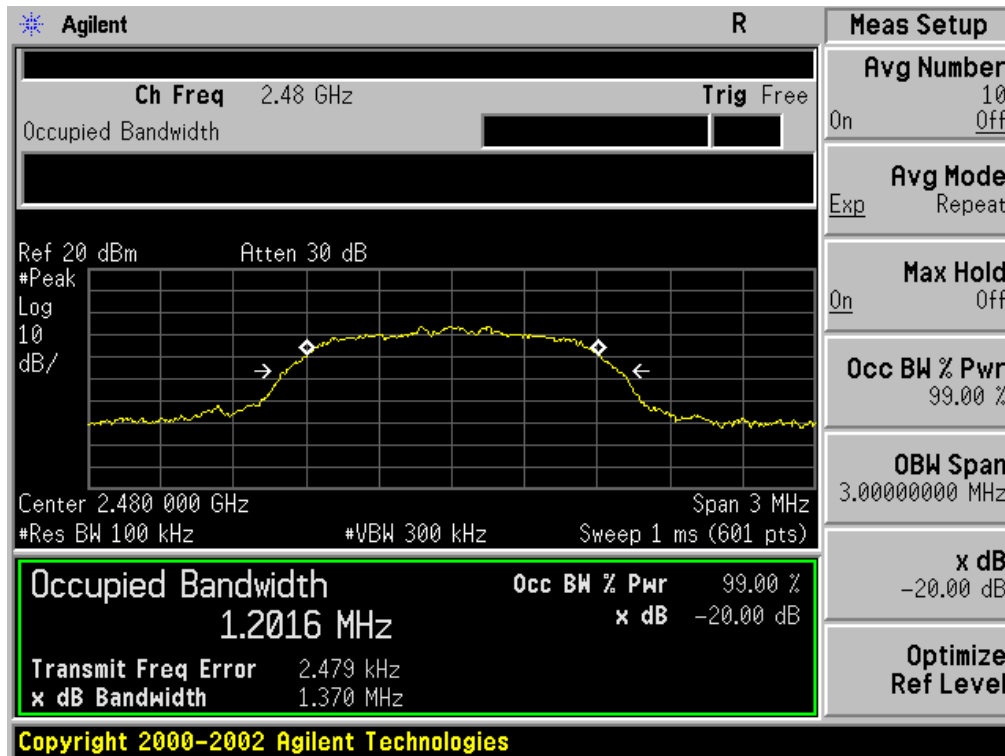 Agilent R
Ch Freq 2.48 GHz Trig Free
Occupied Bandwidth
Ref 20 dBm Atten 30 dB
#Peak
Log
10
dB/
Center 2.480 000 GHz Span 3 MHz
#Res BW 100 kHz #VBW 300 kHz Sweep 1 ms (601 pts)
Occupied Bandwidth
1.2016 MHz
Occ BW % Pwr 99.00 %
x dB -20.00 dB
Transmit Freq Error 2.479 kHz
x dB Bandwidth 1.370 MHz
Copyright 2000-2002 Agilent Technologies
Meas Setup
Avg Number
10
On Off
Avg Mode
Exp Repeat
Max Hold
On Off
Occ BW % Pwr
99.00 %
OBW Span
3.00000000 MHz
x dB
-20.00 dB
Optimize
Ref Level